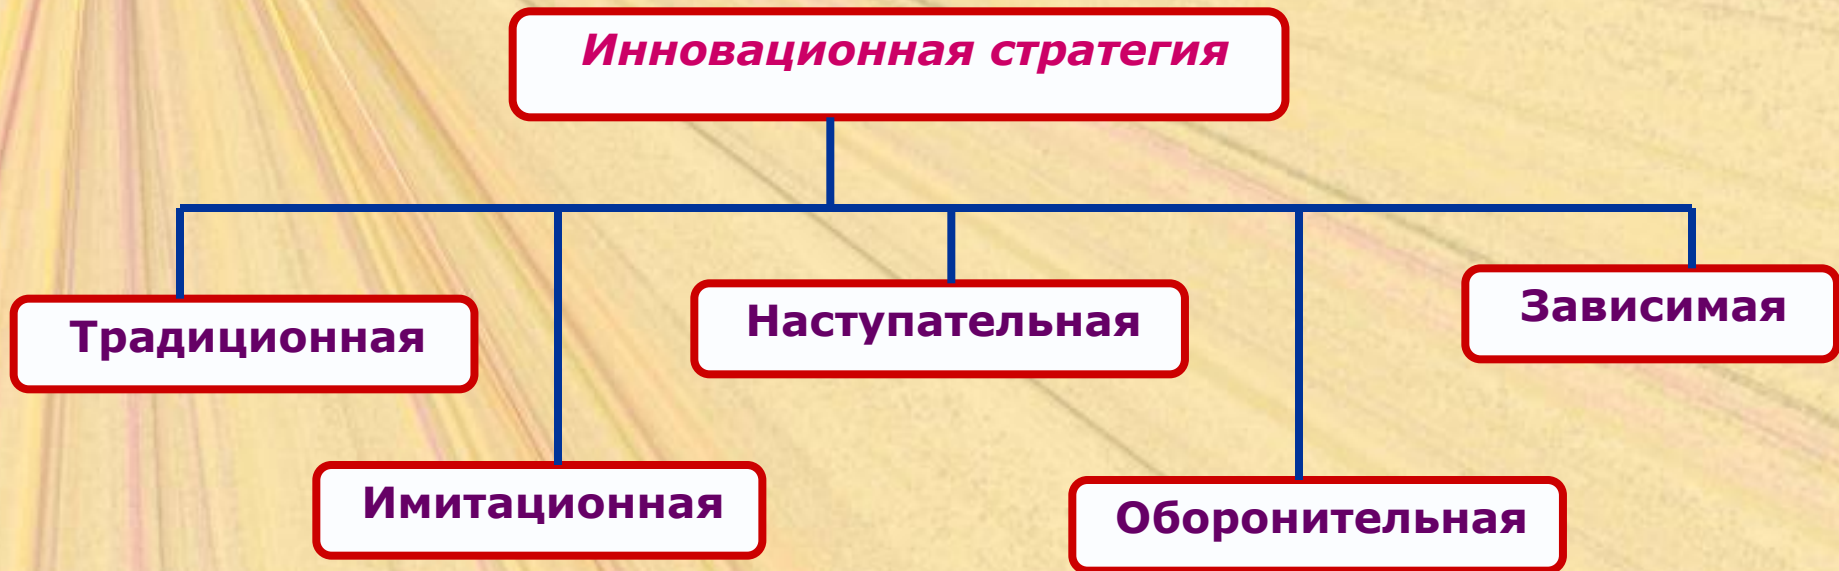 Инновационная стратегия
Традиционная
Наступательная
Зависимая
Имитационная
Оборонительная